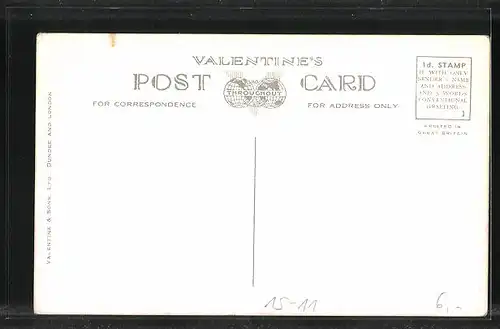 VALENTINE'S
POST CARD
AND
THROUGHOUT
FOR CORRESPONDENCE
FOR ADDRESS ONLY
1d. STAMP
IF WITH ONLY
SENDER'S NAME
AND ADDRESS
AND 5 WORDS
CONVENTIONAL
GREETING.
PRINTED IN
GREAT BRITAIN
VALENTINE & SONS, LTD. DUNDEE AND LONDON
15-11
6,-